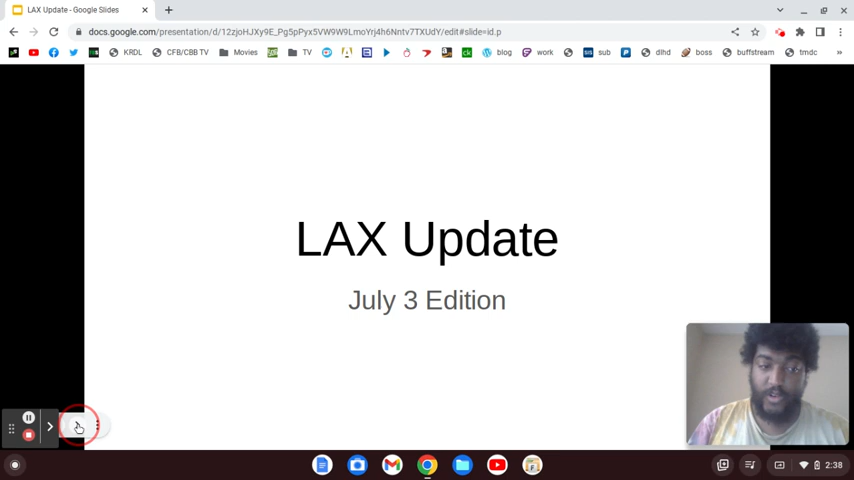 LAX Update - Google Slides
docs.google.com/presentation/d/12zjoHJXy9E_Pg5pPyx5VW9W9LmoYrj4h6Nntv7TXUdY/edit#slide=id.p
KRDL
CFB/CBB TV
Movies
TV
blog
work
sub
dlhd
boss
buffstream
tmdc
»
LAX Update
July 3 Edition
2:38